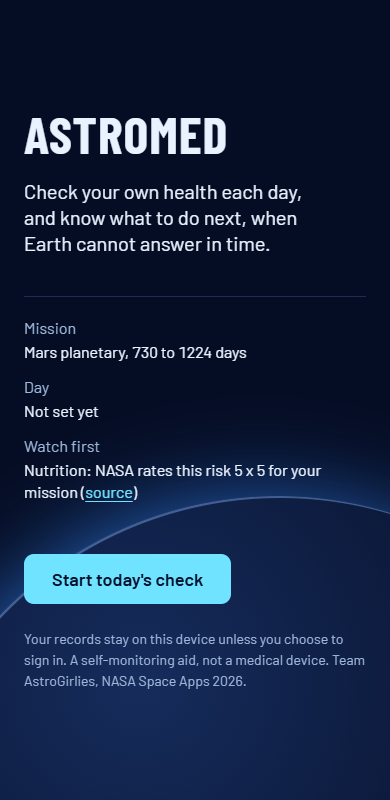 ASTROMED
Check your own health each day,
and know what to do next, when
Earth cannot answer in time.
Mission
Mars planetary, 730 to 1224 days
Day
Not set yet
Watch first
Nutrition: NASA rates this risk 5 x 5 for your
mission (source)
Start today's check
Your records stay on this device unless you choose to
sign in. A self-monitoring aid, not a medical device. Team
AstroGirlies, NASA Space Apps 2026.